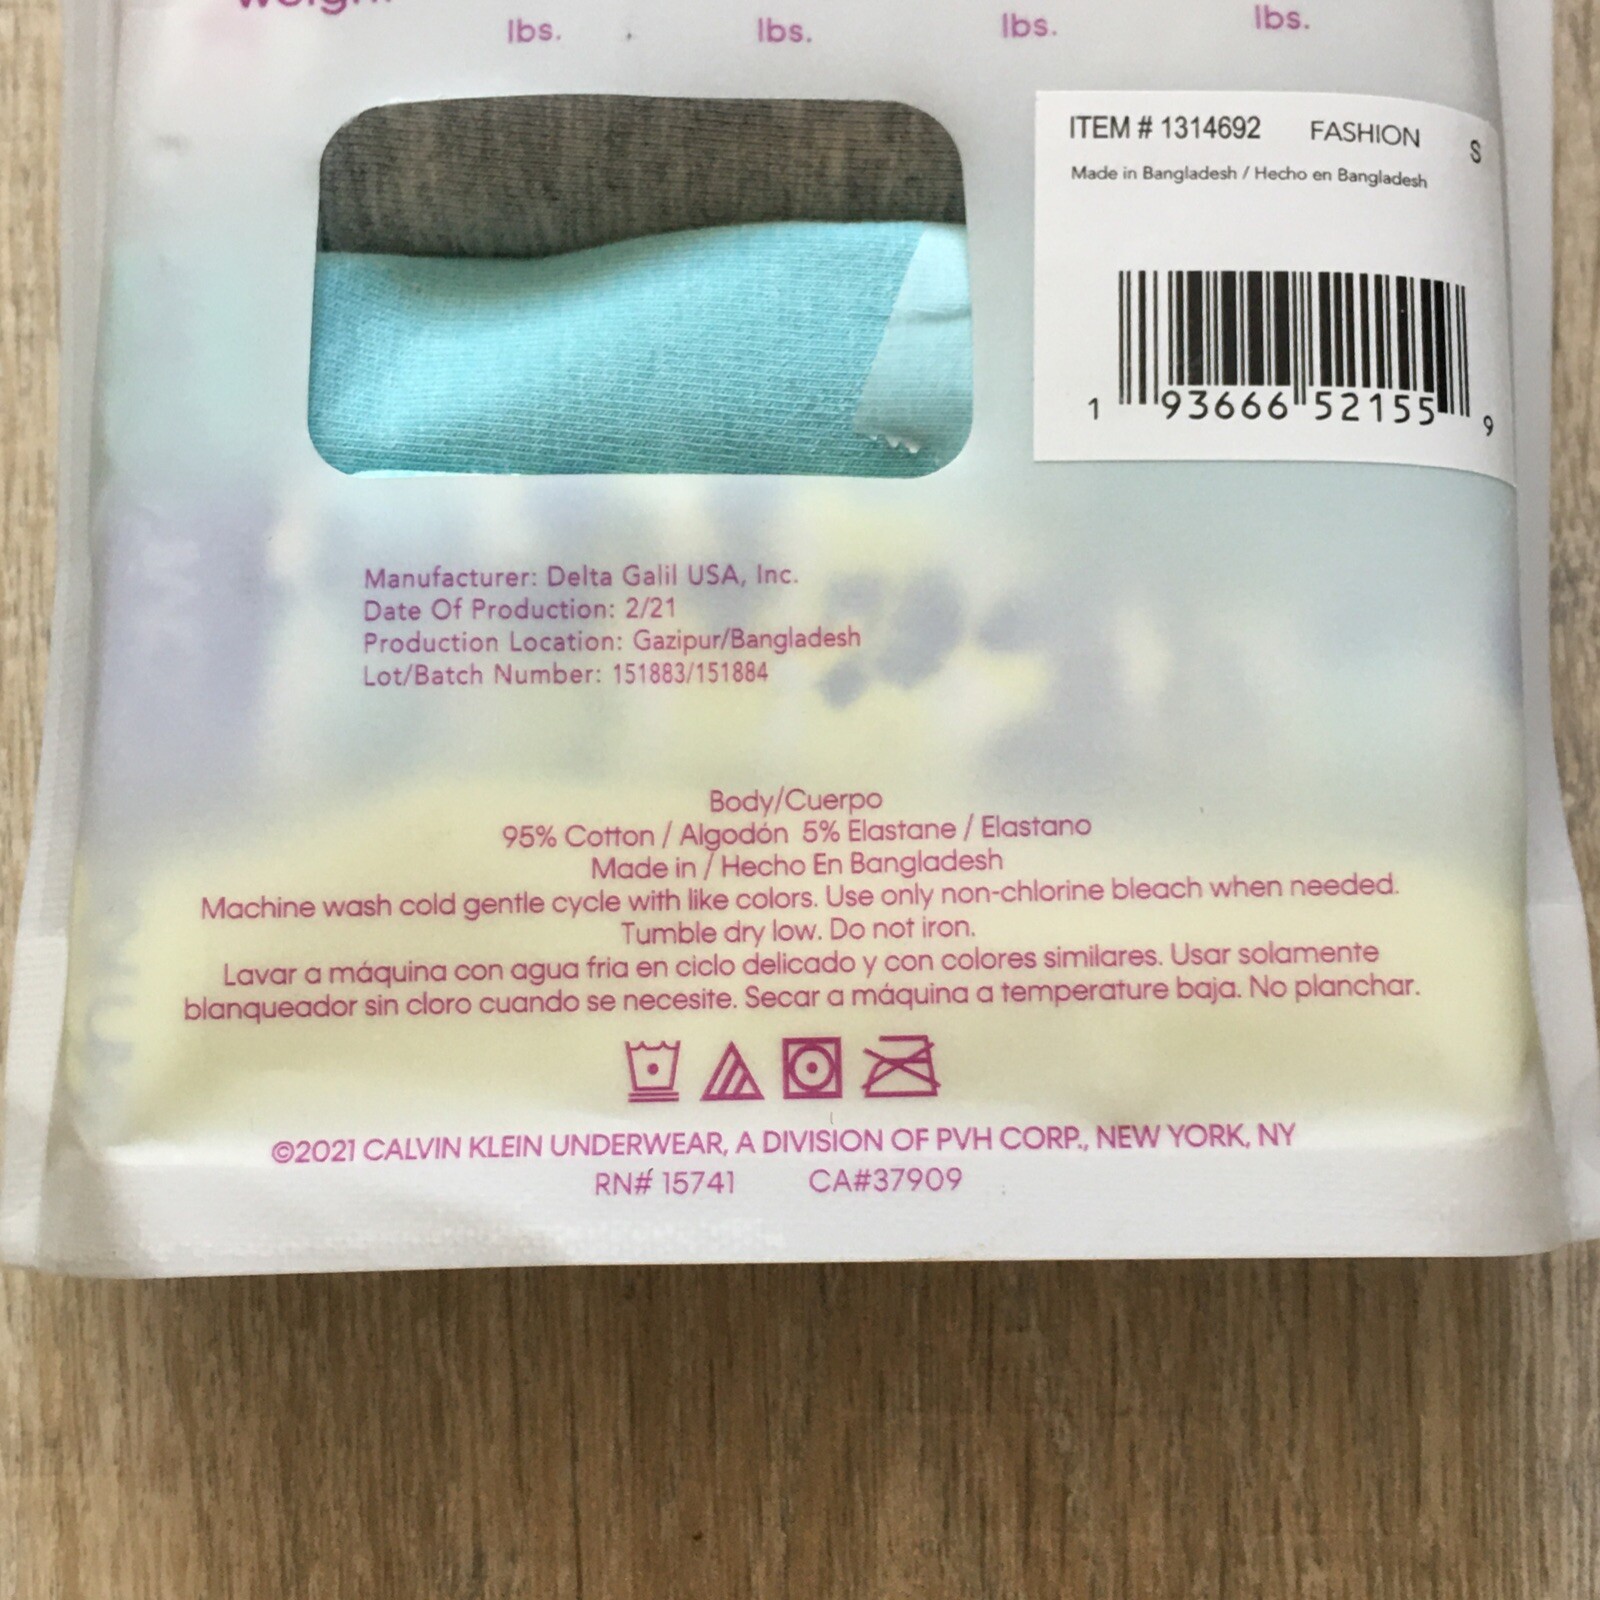 weight
lbs. lbs. lbs. lbs.
ITEM # 1314692 FASHION S
Made in Bangladesh / Hecho en Bangladesh
1 93666 52155 9
Manufacturer: Delta Galil USA, Inc.
Date Of Production: 2/21
Production Location: Gazipur/Bangladesh
Lot/Batch Number: 151883/151884
Body/Cuerpo
95% Cotton / Algodón 5% Elastane / Elastano
Made in / Hecho En Bangladesh
Machine wash cold gentle cycle with like colors. Use only non-chlorine bleach when needed.
Tumble dry low. Do not iron.
Lavar a máquina con agua fria en ciclo delicado y con colores similares. Usar solamente
blanqueador sin cloro cuando se necesite. Secar a máquina a temperature baja. No planchar.
©2021 CALVIN KLEIN UNDERWEAR, A DIVISION OF PVH CORP., NEW YORK, NY
RN# 15741 CA#37909